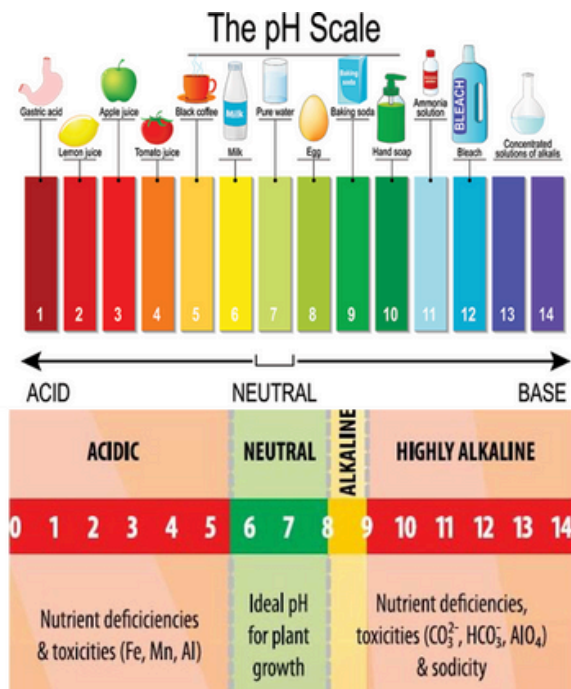 The pH Scale
Gastric acid
Apple juice
Black coffee
Pure water
Baking soda
Ammonia
solution
Lemon juice
Tomato juice
Milk
Egg
Hand soap
Bleach
Concentrated
solutions of alkalis
Milk
Baking
soda
BLEACH
1 2 3 4 5 6 7 8 9 10 11 12 13 14
ACID NEUTRAL BASE
ACIDIC NEUTRAL ALKALINE HIGHLY ALKALINE
0 1 2 3 4 5 6 7 8 9 10 11 12 13 14
Nutrient deficiciencies
& toxicities (Fe, Mn, Al)
Ideal pH
for plant
growth
Nutrient deficiencies,
toxicities (CO₃²⁻, HCO₃⁻, AlO₄)
& sodicity